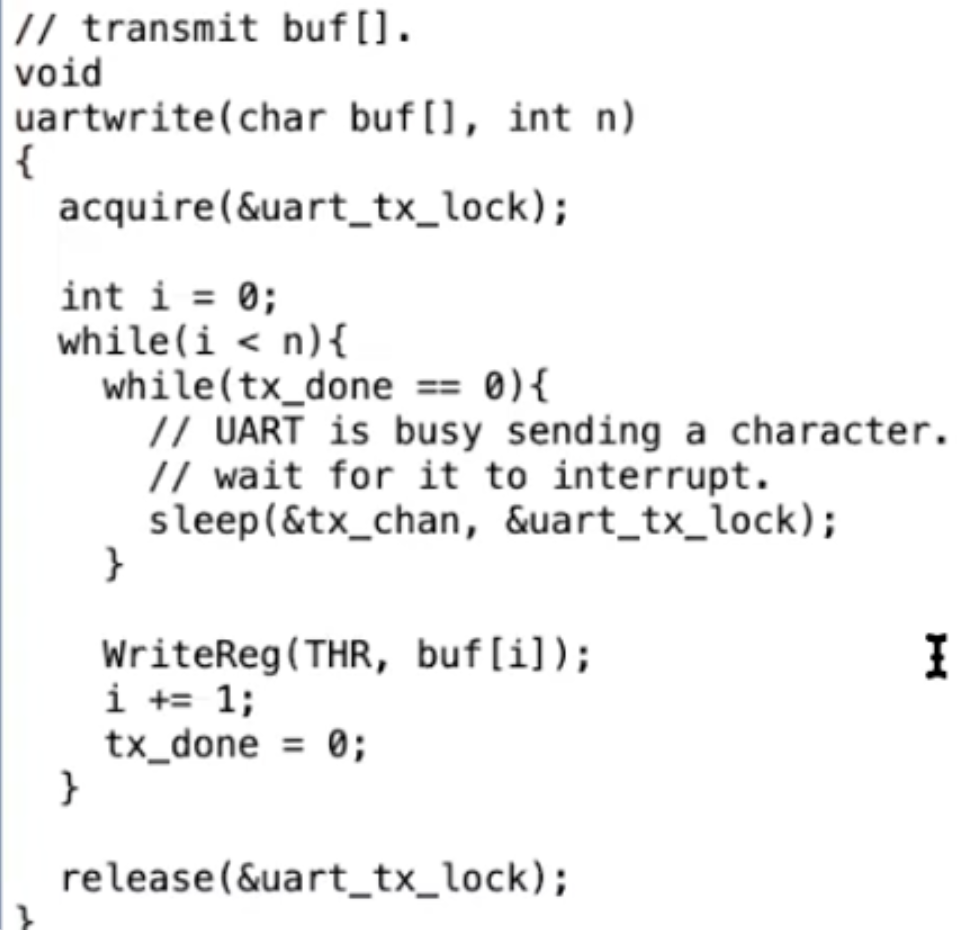 // transmit buf[].
void
uartwrite(char buf[], int n)
{
  acquire(&uart_tx_lock);

  int i = 0;
  while(i < n){
    while(tx_done == 0){
      // UART is busy sending a character.
      // wait for it to interrupt.
      sleep(&tx_chan, &uart_tx_lock);
    }

    WriteReg(THR, buf[i]);
    i += 1;
    tx_done = 0;
  }

  release(&uart_tx_lock);
}